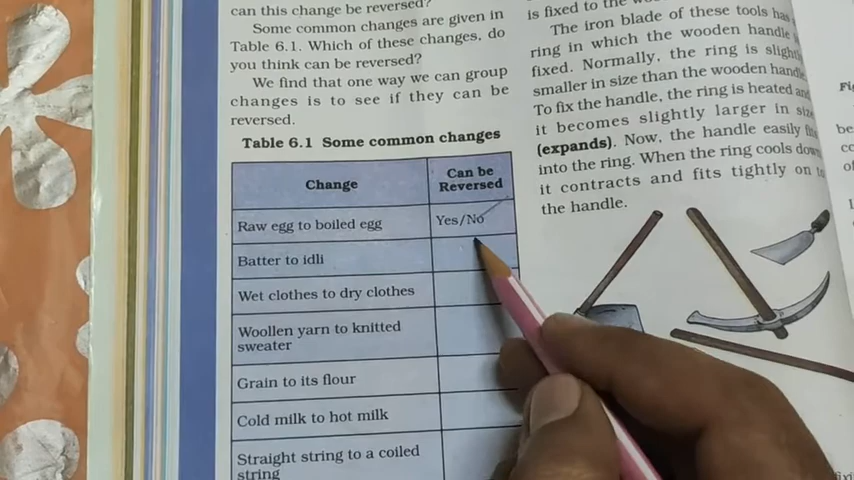 can this change be reversed?
Some common changes are given in
Table 6.1. Which of these changes, do
you think can be reversed?
We find that one way we can group
changes is to see if they can be
reversed.
Table 6.1 Some common changes
Change
Can be
Reversed
Raw egg to boiled egg
Yes/No
Batter to idli
Wet clothes to dry clothes
Woollen yarn to knitted
sweater
Grain to its flour
Cold milk to hot milk
Straight string to a coiled
string
is fixed to the
The iron blade of these tools has
ring in which the wooden handle
fixed. Normally, the ring is slightly
smaller in size than the wooden handle
To fix the handle, the ring is heated and
it becomes slightly larger in size
(expands). Now, the handle easily fits
into the ring. When the ring cools down
it contracts and fits tightly on to
the handle.